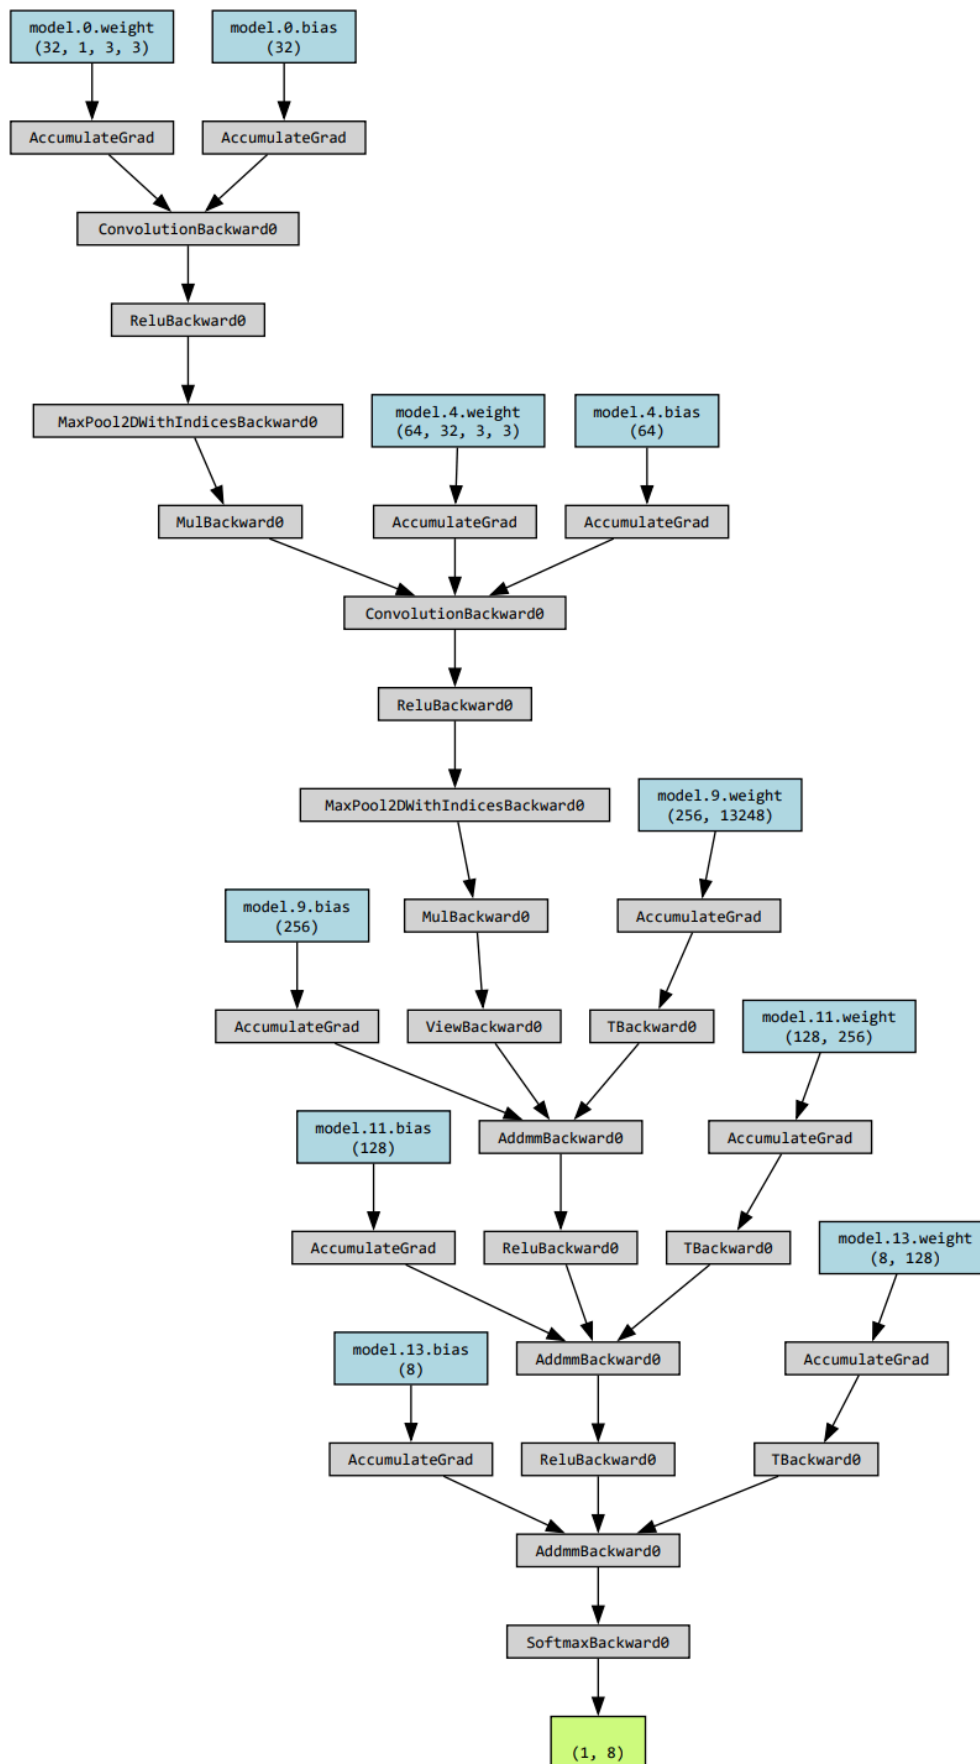 model.0.weight
(32, 1, 3, 3)
model.0.bias
(32)
AccumulateGrad
AccumulateGrad
ConvolutionBackward0
ReluBackward0
MaxPool2DWithIndicesBackward0
model.4.weight
(64, 32, 3, 3)
model.4.bias
(64)
MulBackward0
AccumulateGrad
AccumulateGrad
ConvolutionBackward0
ReluBackward0
MaxPool2DWithIndicesBackward0
model.9.weight
(256, 13248)
model.9.bias
(256)
MulBackward0
AccumulateGrad
AccumulateGrad
ViewBackward0
TBackward0
model.11.weight
(128, 256)
model.11.bias
(128)
AddmmBackward0
AccumulateGrad
AccumulateGrad
ReluBackward0
TBackward0
model.13.weight
(8, 128)
model.13.bias
(8)
AddmmBackward0
AccumulateGrad
AccumulateGrad
ReluBackward0
TBackward0
AddmmBackward0
SoftmaxBackward0
(1, 8)